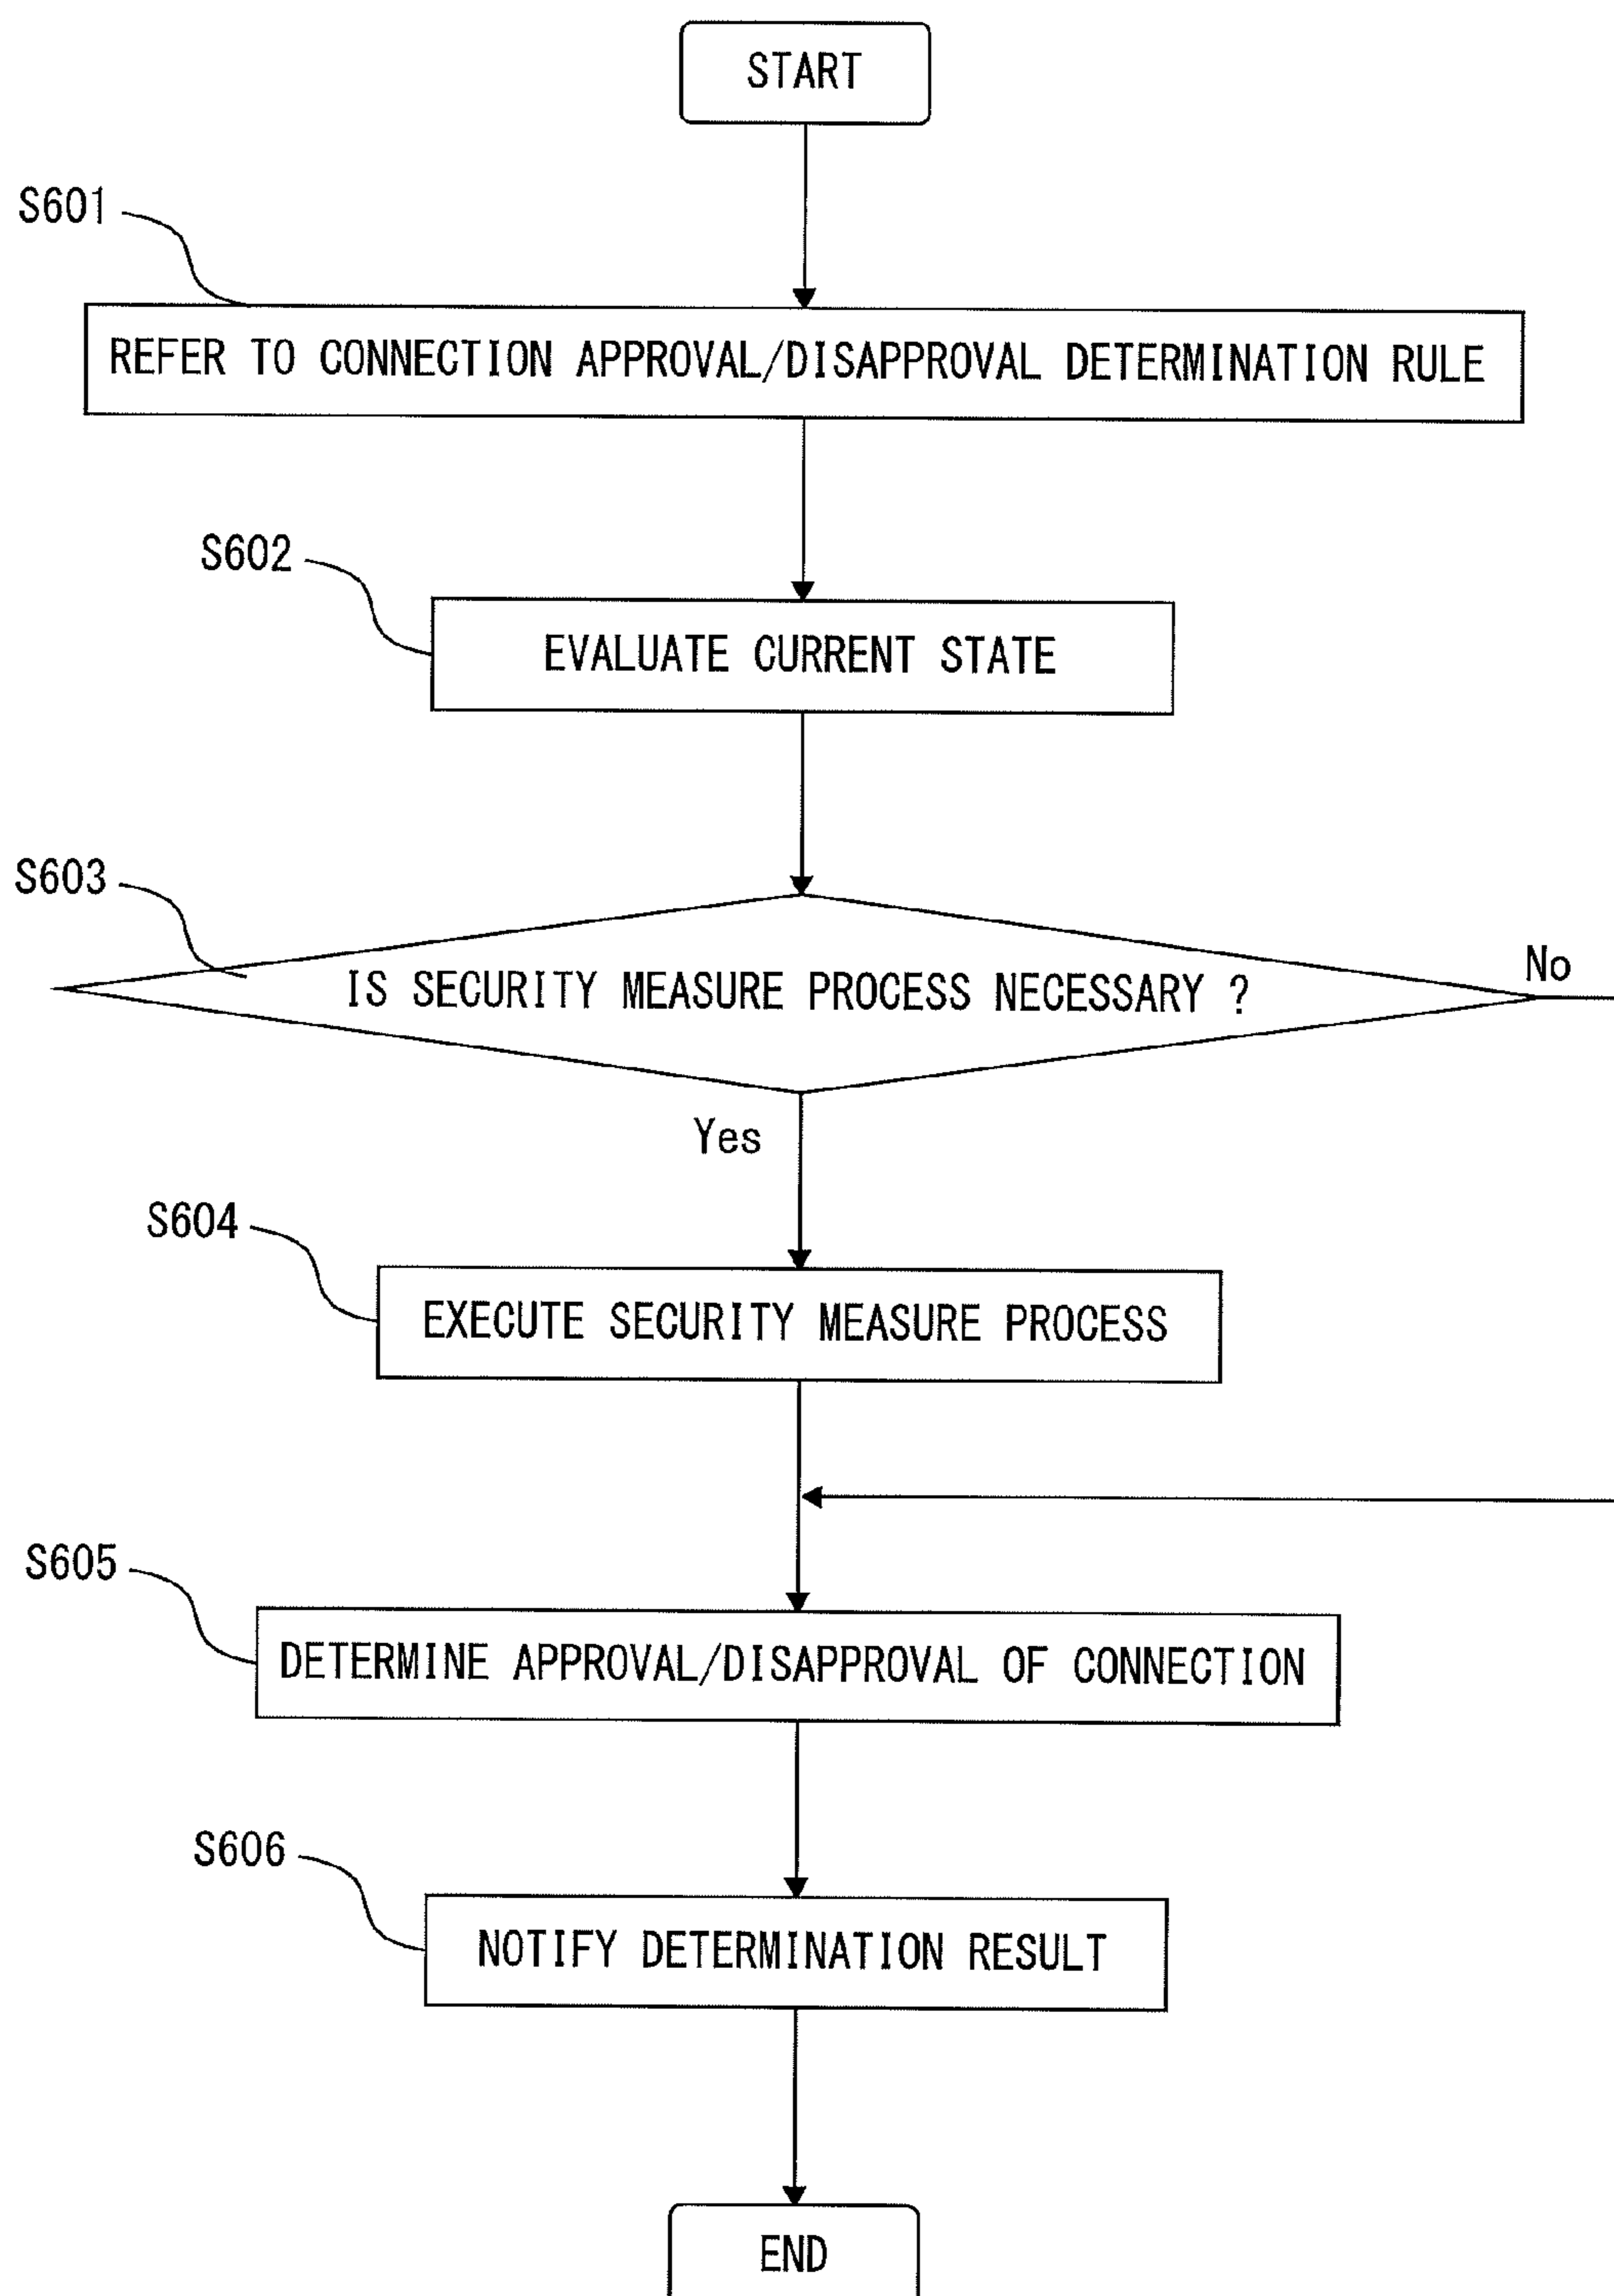 START
S601
REFER TO CONNECTION APPROVAL/DISAPPROVAL DETERMINATION RULE
S602
EVALUATE CURRENT STATE
S603
IS SECURITY MEASURE PROCESS NECESSARY ?
No
Yes
S604
EXECUTE SECURITY MEASURE PROCESS
S605
DETERMINE APPROVAL/DISAPPROVAL OF CONNECTION
S606
NOTIFY DETERMINATION RESULT
END